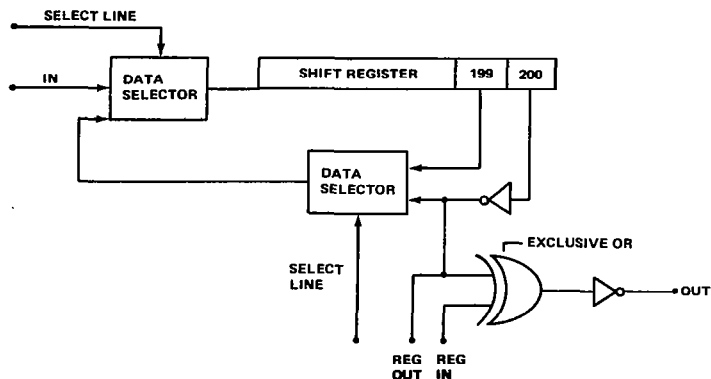 SELECT LINE
IN
DATA
SELECTOR
SHIFT REGISTER
199
200
DATA
SELECTOR
EXCLUSIVE OR
SELECT
LINE
OUT
REG
OUT
REG
IN